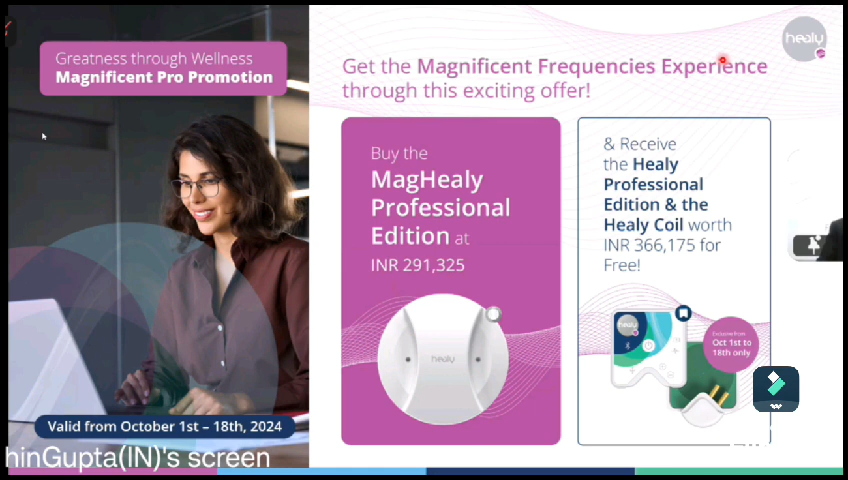 Greatness through Wellness
Magnificent Pro Promotion
healy
Get the Magnificent Frequencies Experience
through this exciting offer!
Buy the
MagHealy
Professional
Edition at
INR 291,325
healy
& Receive
the Healy
Professional
Edition & the
Healy Coil worth
INR 366,175 for
Free!
healy
Exclusive from
Oct 1st to
18th only
Valid from October 1st – 18th, 2024
hinGupta(IN)'s screen